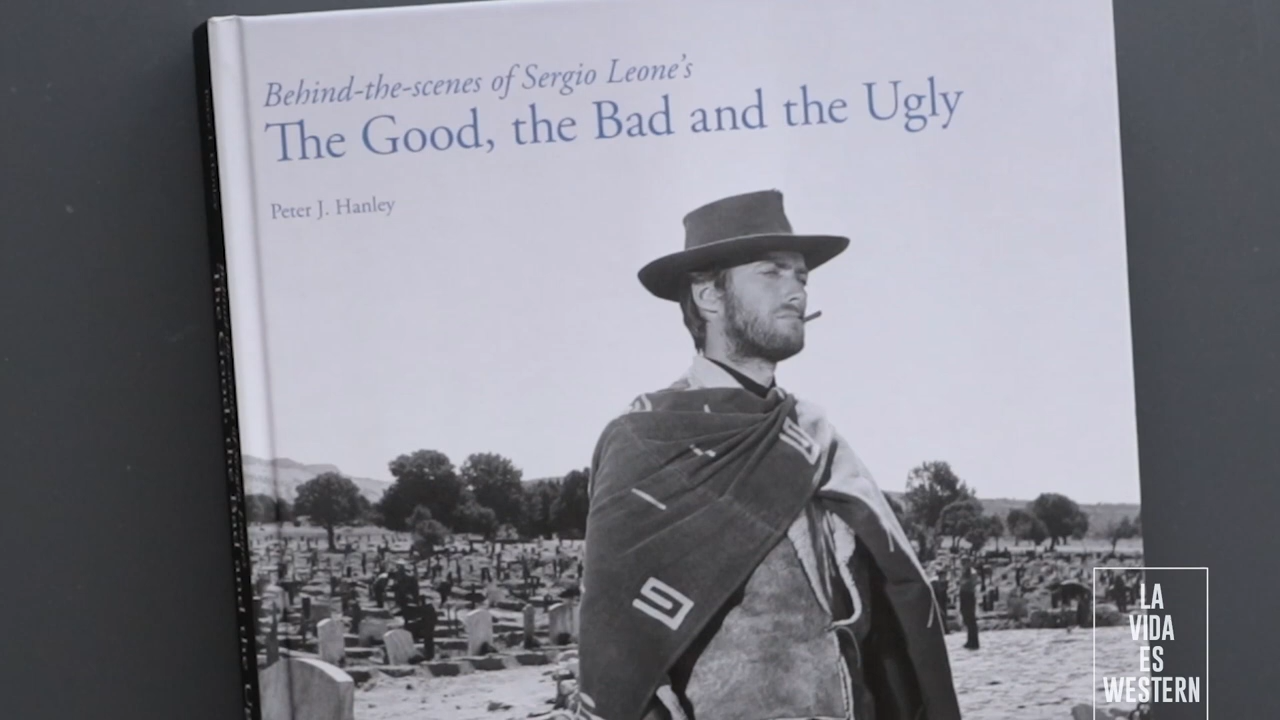 Behind-the-scenes of Sergio Leone's
The Good, the Bad and the Ugly
Peter J. Hanley
LA
VIDA
ES
WESTERN